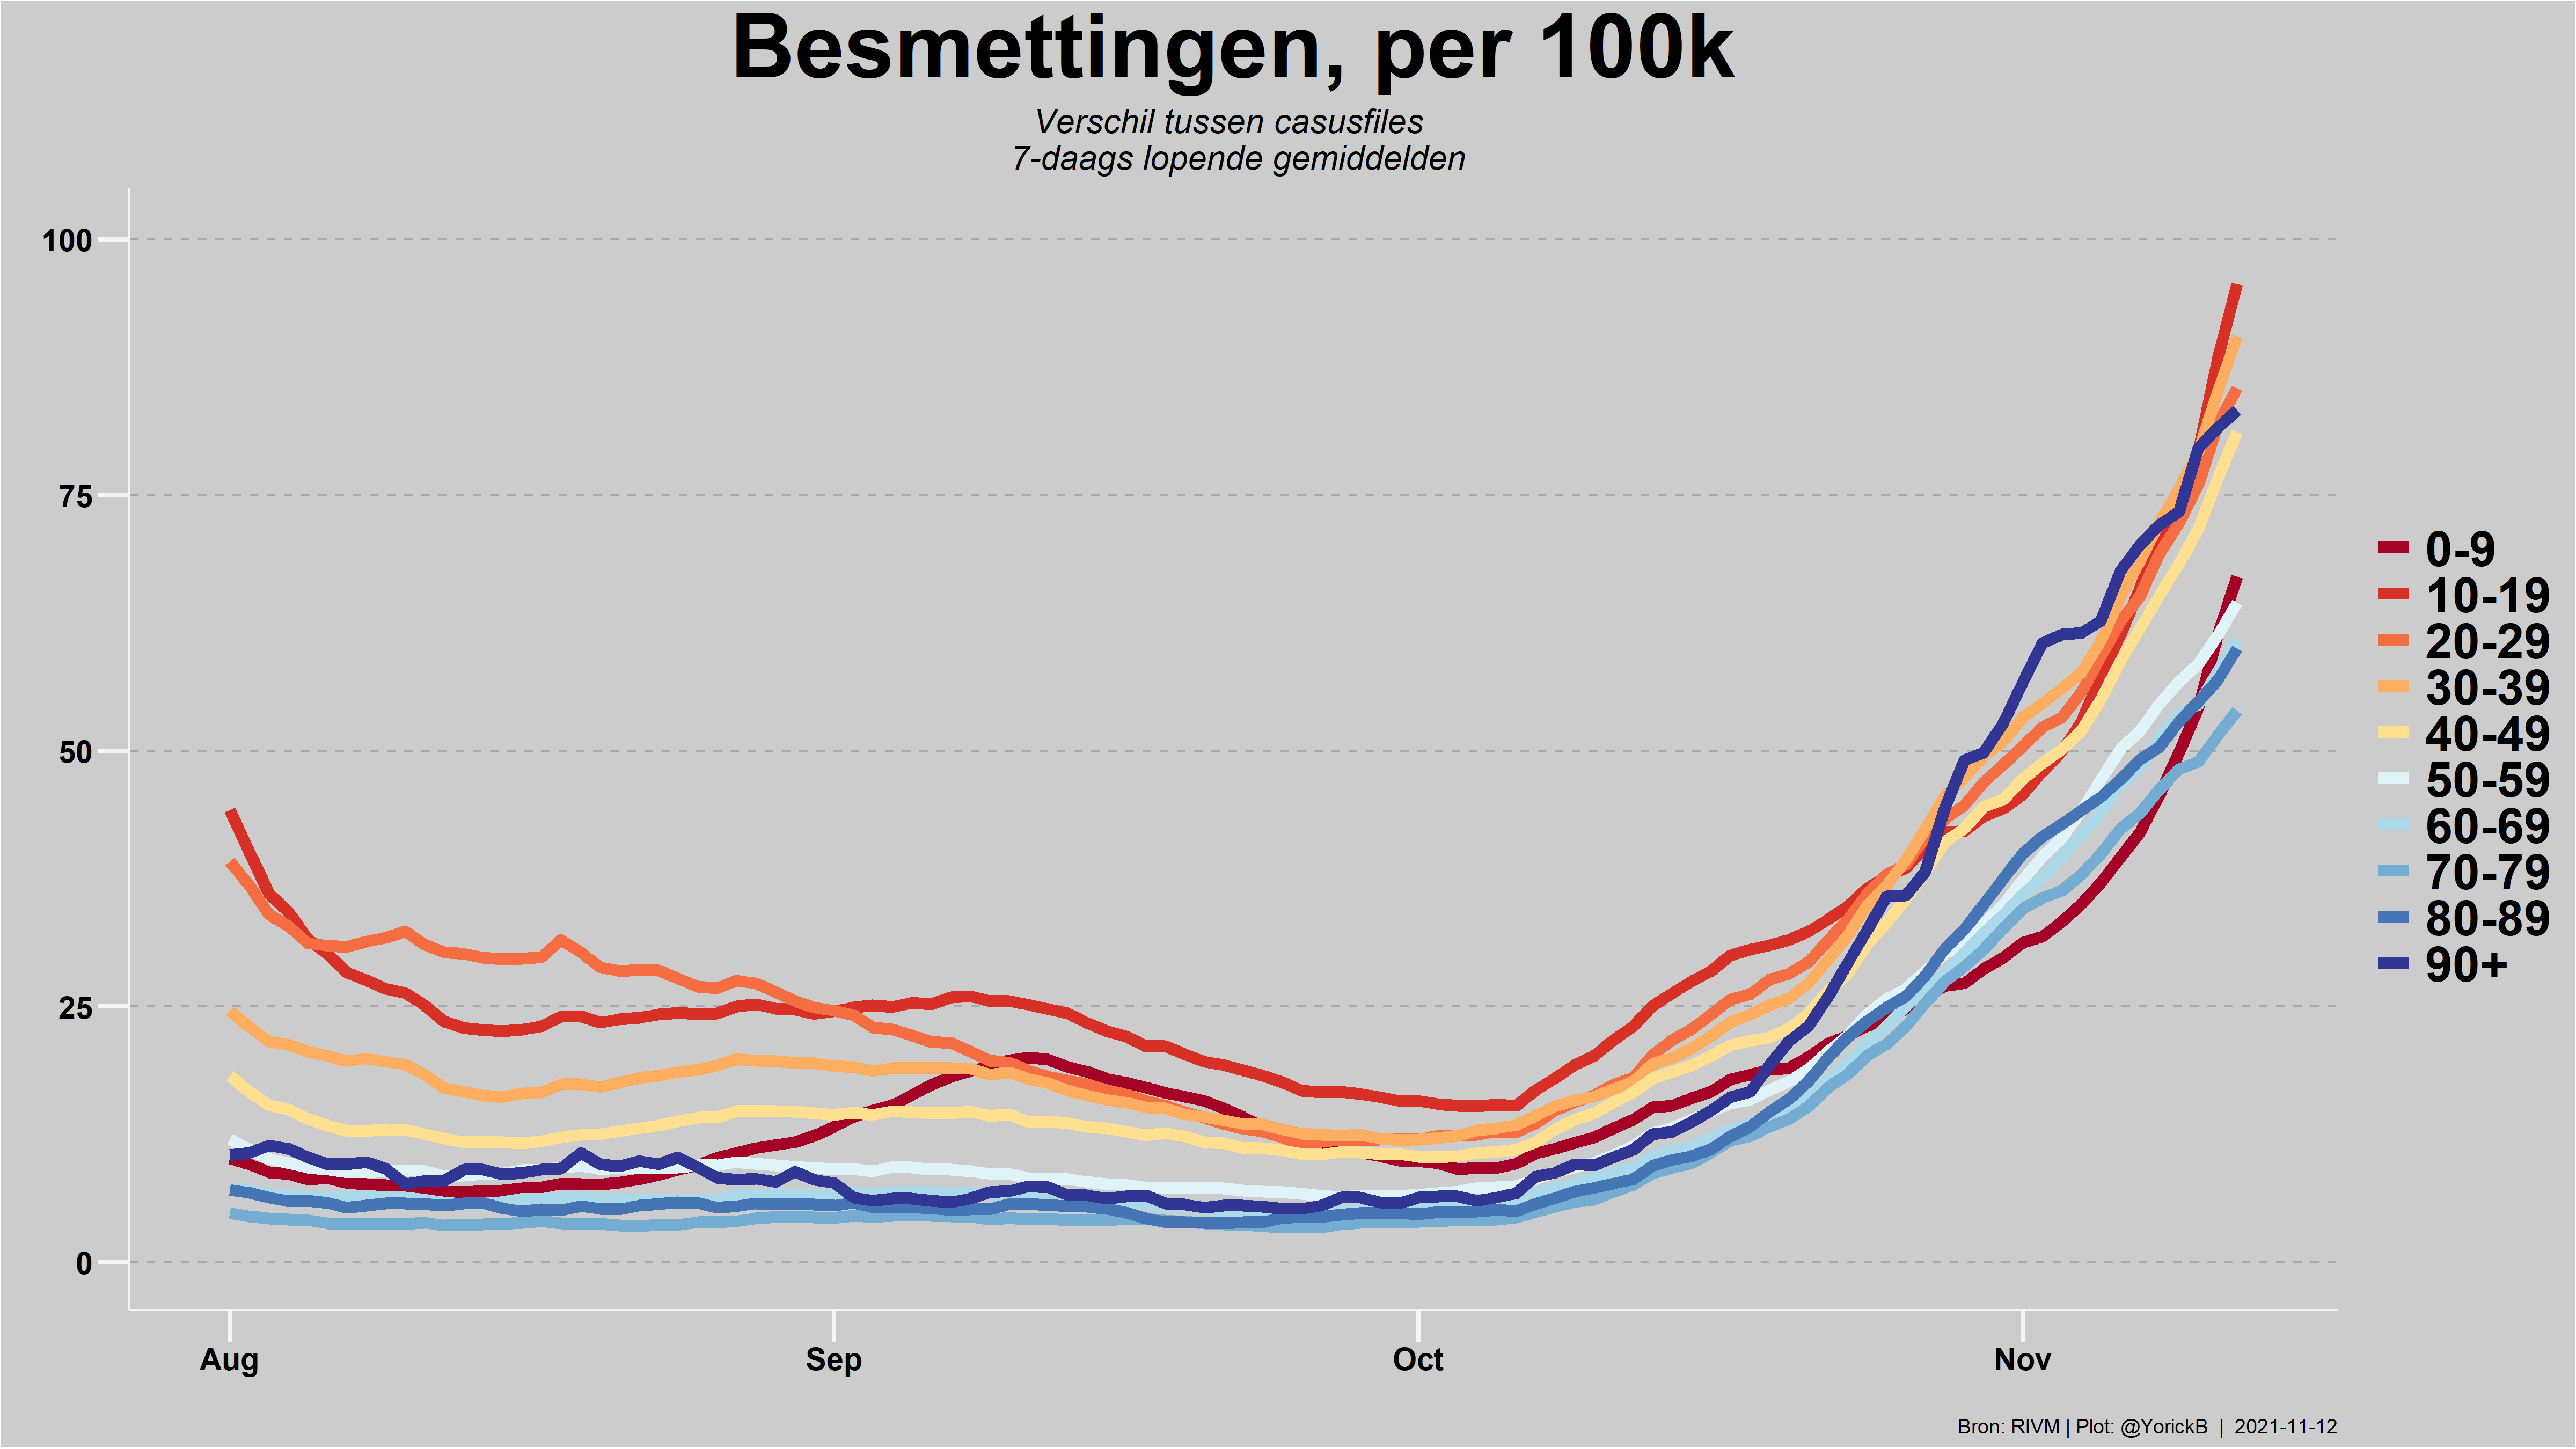 Besmettingen, per 100k
Verschil tussen casusfiles
7-daags lopende gemiddelden
100
75
50
25
0
Aug
Sep
Oct
Nov
0-9
10-19
20-29
30-39
40-49
50-59
60-69
70-79
80-89
90+
Bron: RIVM | Plot: @YorickB | 2021-11-12